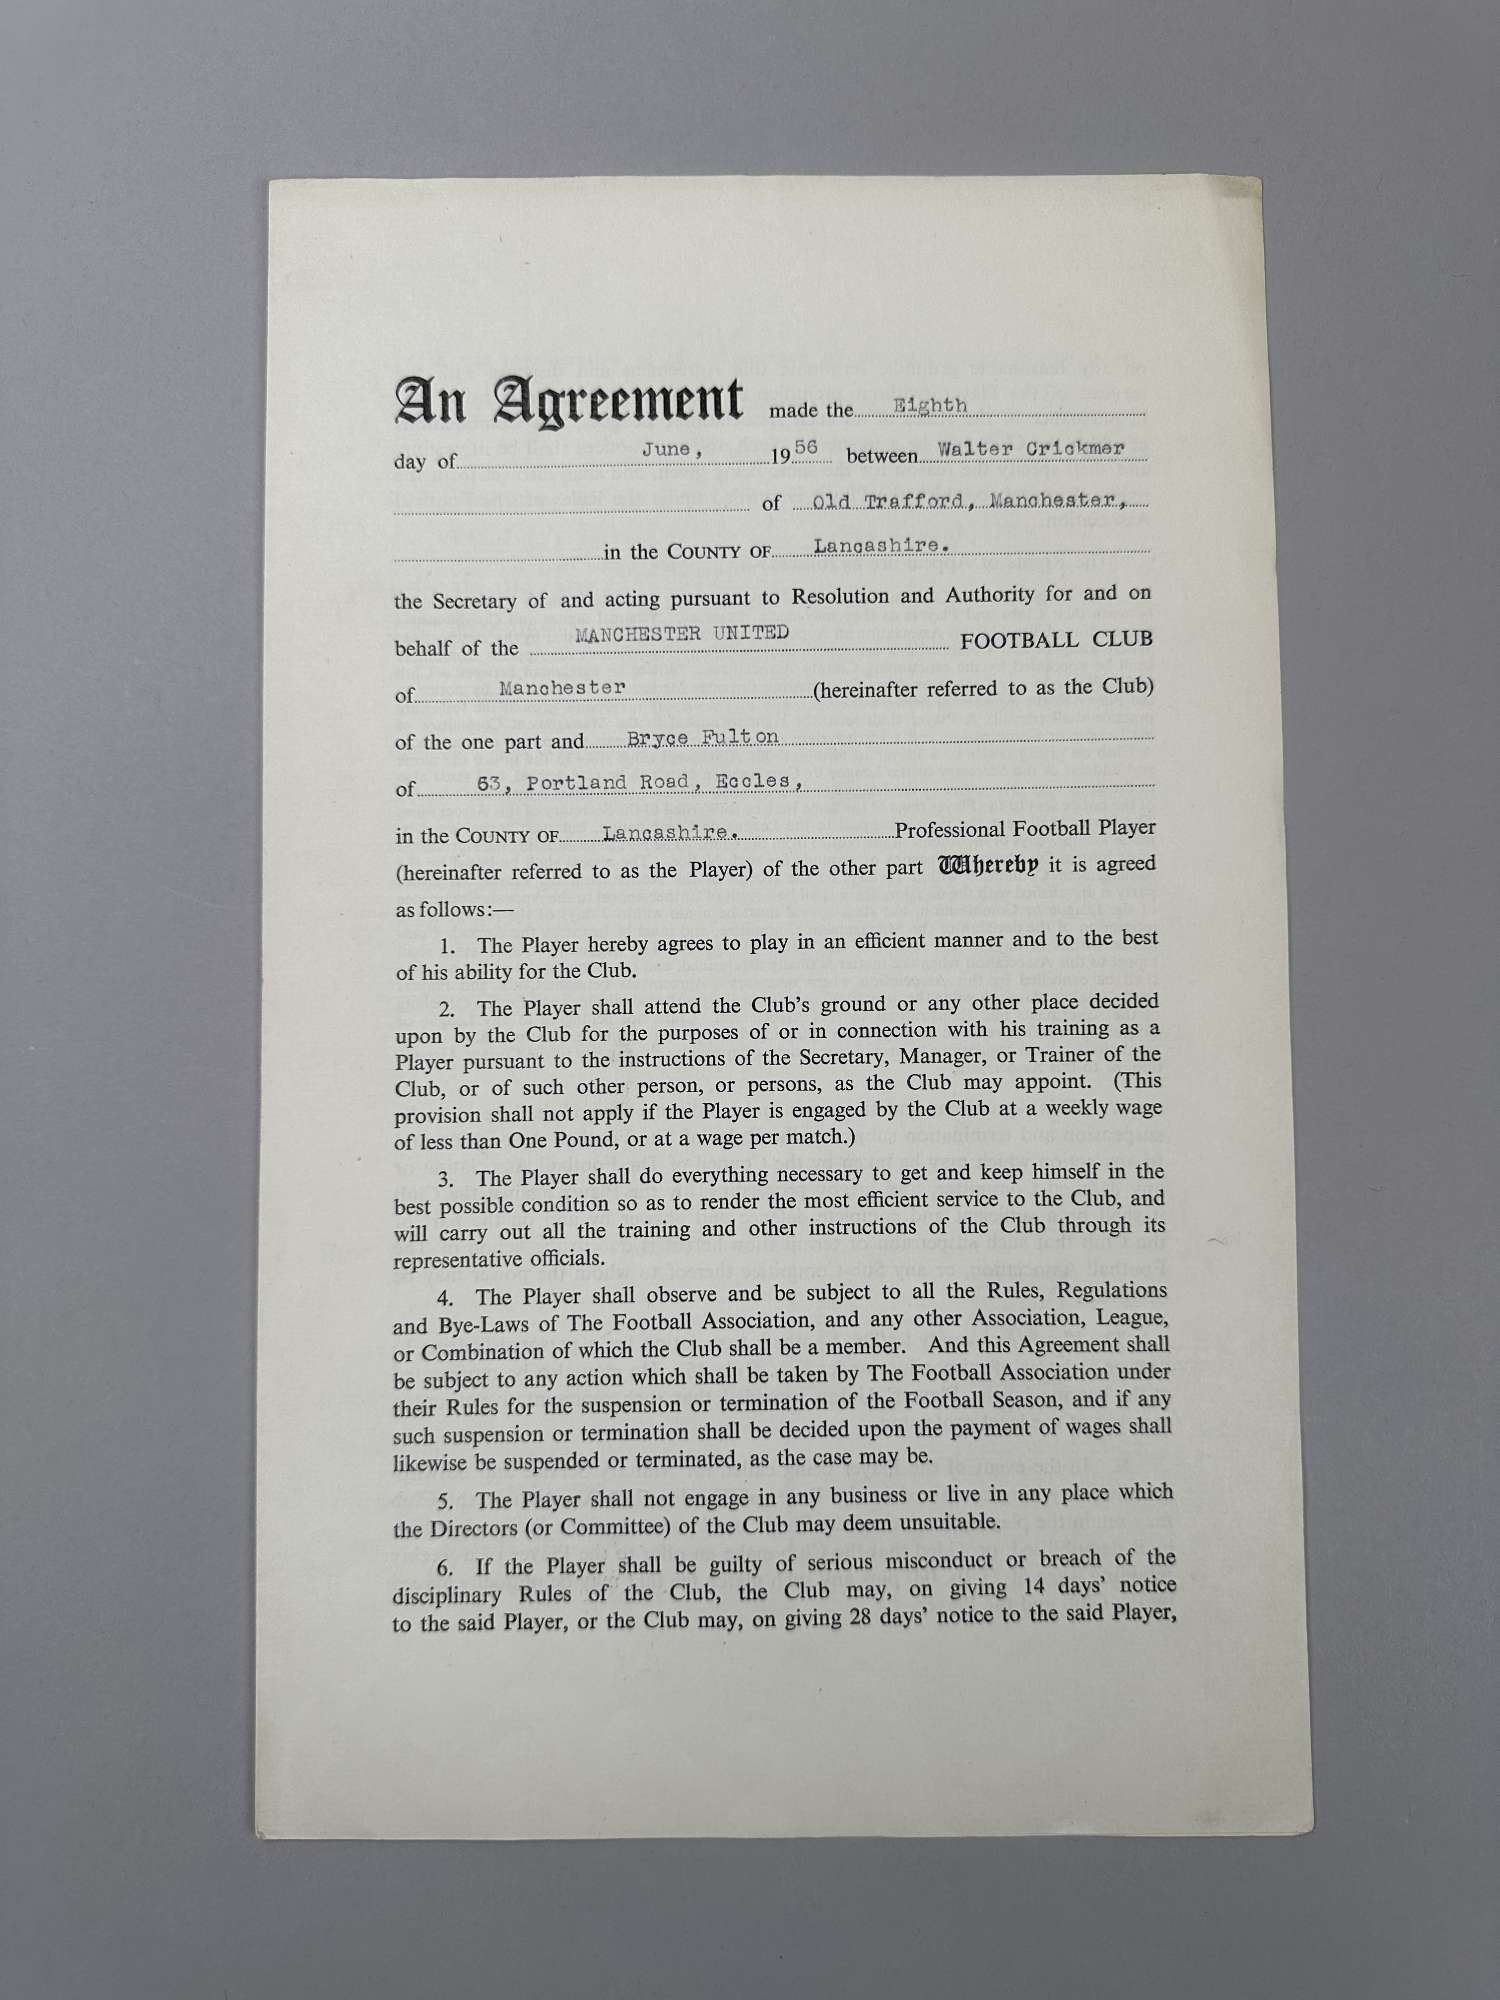 An Agreement made the Eighth
day of June, 1956 between Walter Crickmer
of Old Trafford, Manchester,
in the COUNTY OF Lancashire.
the Secretary of and acting pursuant to Resolution and Authority for and on
behalf of the MANCHESTER UNITED FOOTBALL CLUB
of Manchester (hereinafter referred to as the Club)
of the one part and Bryce Fulton
of 63, Portland Road, Eccles,
in the COUNTY OF Lancashire. Professional Football Player
(hereinafter referred to as the Player) of the other part Whereby it is agreed
as follows:—
1. The Player hereby agrees to play in an efficient manner and to the best
of his ability for the Club.
2. The Player shall attend the Club's ground or any other place decided
upon by the Club for the purposes of or in connection with his training as a
Player pursuant to the instructions of the Secretary, Manager, or Trainer of the
Club, or of such other person, or persons, as the Club may appoint. (This
provision shall not apply if the Player is engaged by the Club at a weekly wage
of less than One Pound, or at a wage per match.)
3. The Player shall do everything necessary to get and keep himself in the
best possible condition so as to render the most efficient service to the Club, and
will carry out all the training and other instructions of the Club through its
representative officials.
4. The Player shall observe and be subject to all the Rules, Regulations
and Bye-Laws of The Football Association, and any other Association, League,
or Combination of which the Club shall be a member. And this Agreement shall
be subject to any action which shall be taken by The Football Association under
their Rules for the suspension or termination of the Football Season, and if any
such suspension or termination shall be decided upon the payment of wages shall
likewise be suspended or terminated, as the case may be.
5. The Player shall not engage in any business or live in any place which
the Directors (or Committee) of the Club may deem unsuitable.
6. If the Player shall be guilty of serious misconduct or breach of the
disciplinary Rules of the Club, the Club may, on giving 14 days' notice
to the said Player, or the Club may, on giving 28 days' notice to the said Player,